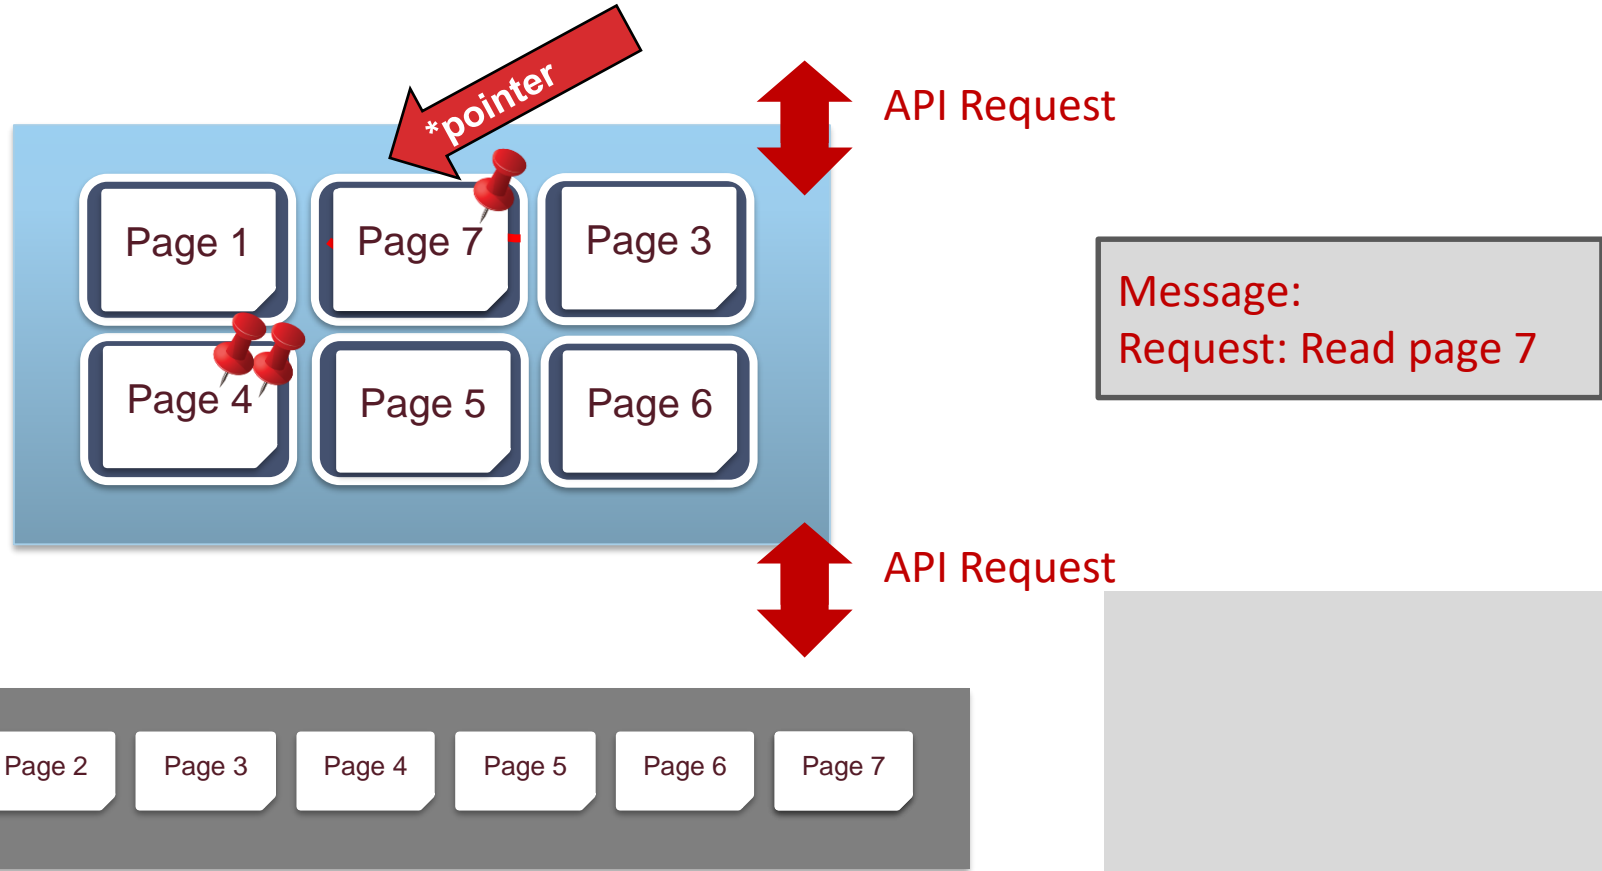 *pointer
API Request
Page 1
Page 7
Page 3
Message:
Request: Read page 7
Page 4
Page 5
Page 6
API Request
Page 2
Page 3
Page 4
Page 5
Page 6
Page 7